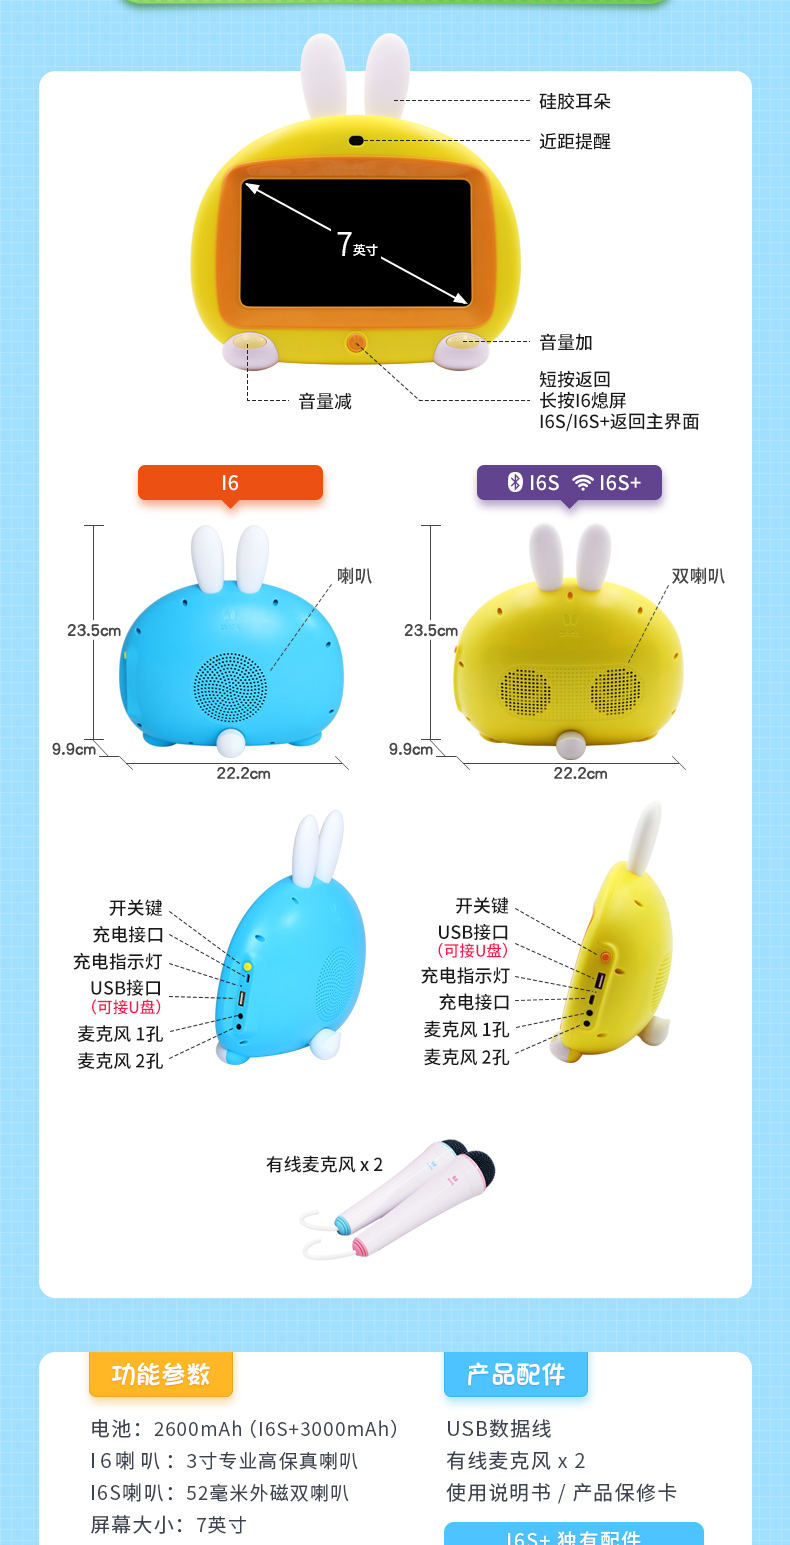 硅胶耳朵
近距提醒
7英寸
音量加
短按返回
长按I6熄屏
I6S/I6S+返回主界面
音量减
I6
I6S I6S+
喇叭
双喇叭
23.5cm
23.5cm
9.9cm
22.2cm
9.9cm
22.2cm
开关键
充电接口
充电指示灯
USB接口
（可接U盘）
麦克风 1孔
麦克风 2孔
开关键
USB接口
（可接U盘）
充电指示灯
充电接口
麦克风 1孔
麦克风 2孔
有线麦克风 x 2
功能参数
电池：2600mAh（I6S+3000mAh）
I6喇叭：3寸专业高保真喇叭
I6S喇叭：52毫米外磁双喇叭
屏幕大小：7英寸
产品配件
USB数据线
有线麦克风 x 2
使用说明书 / 产品保修卡
I6S+ 独有配件